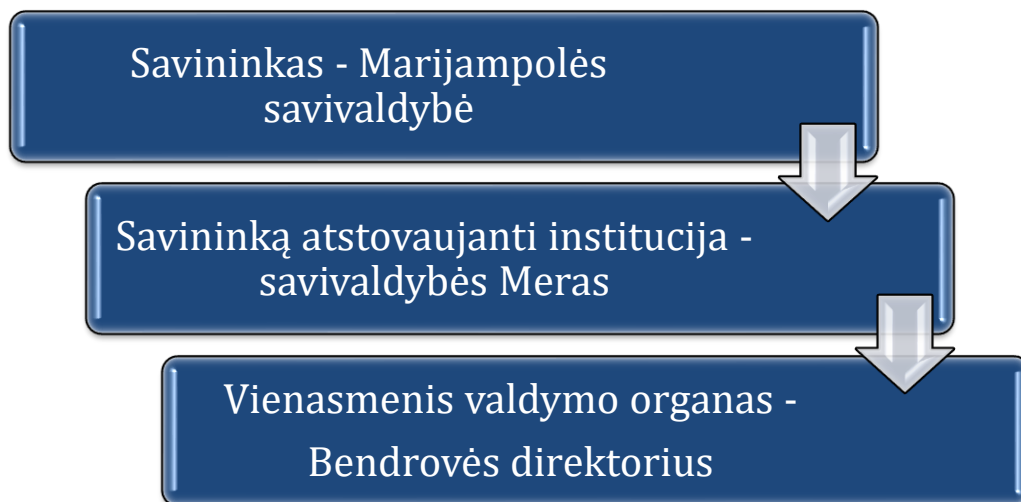 Savininkas - Marijampolės
savivaldybė
Savininką atstovaujanti institucija -
savivaldybės Meras
Vienasmenis valdymo organas -
Bendrovės direktorius